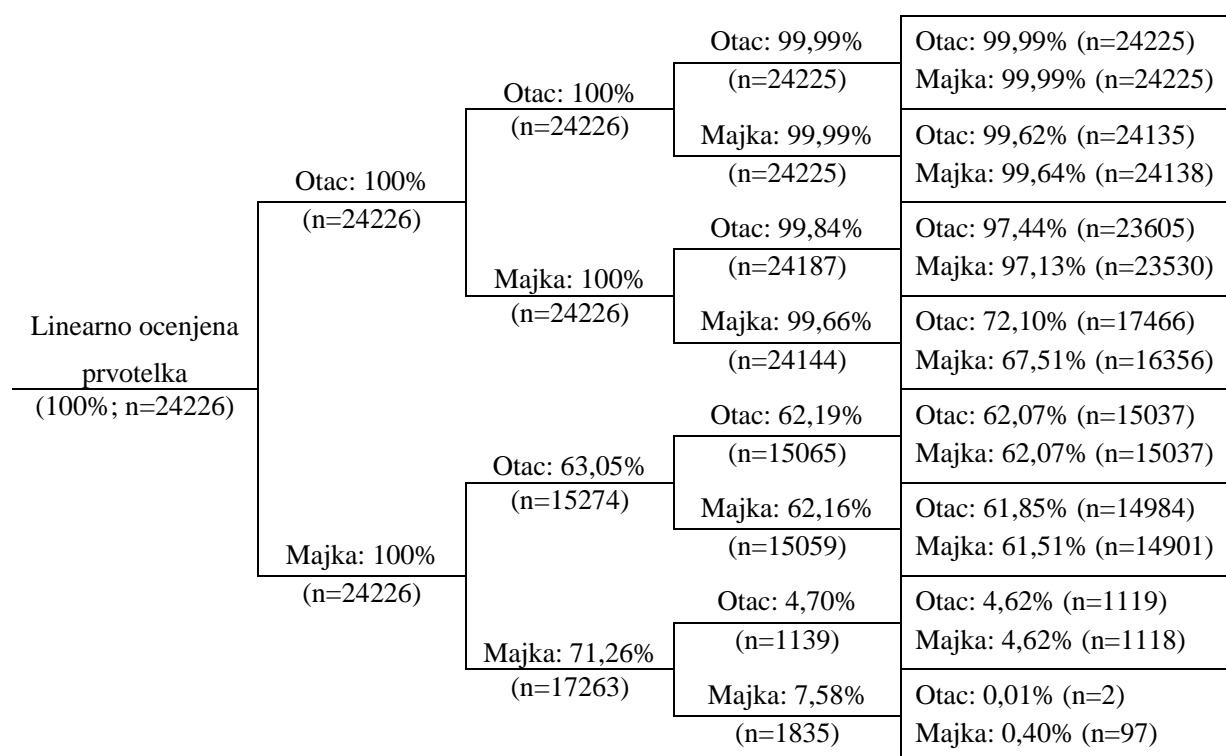 Otac: 99,99%
(n=24225)
Otac: 99,99% (n=24225)
Majka: 99,99% (n=24225)
Otac: 100%
(n=24226)
Majka: 99,99%
(n=24225)
Otac: 99,62% (n=24135)
Majka: 99,64% (n=24138)
Otac: 100%
(n=24226)
Otac: 99,84%
(n=24187)
Otac: 97,44% (n=23605)
Majka: 97,13% (n=23530)
Majka: 100%
(n=24226)
Majka: 99,66%
(n=24144)
Otac: 72,10% (n=17466)
Majka: 67,51% (n=16356)
Linearno ocenjena
prvotelka
(100%; n=24226)
Otac: 62,19%
(n=15065)
Otac: 62,07% (n=15037)
Majka: 62,07% (n=15037)
Otac: 63,05%
(n=15274)
Majka: 62,16%
(n=15059)
Otac: 61,85% (n=14984)
Majka: 61,51% (n=14901)
Majka: 100%
(n=24226)
Otac: 4,70%
(n=1139)
Otac: 4,62% (n=1119)
Majka: 4,62% (n=1118)
Majka: 71,26%
(n=17263)
Majka: 7,58%
(n=1835)
Otac: 0,01% (n=2)
Majka: 0,40% (n=97)